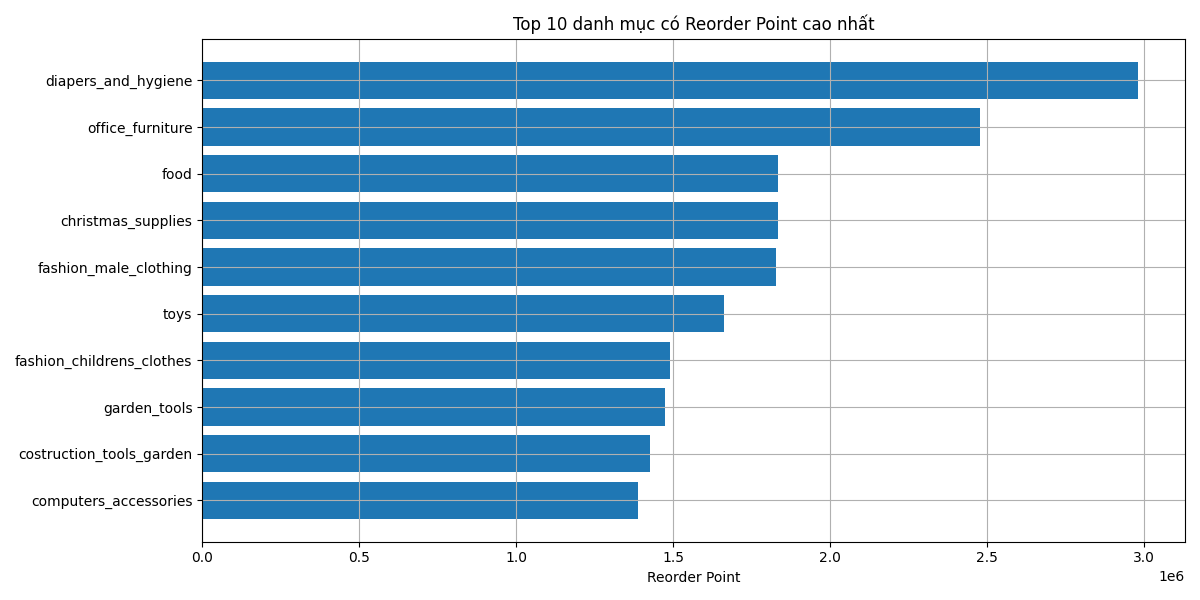 Top 10 danh mục có Reorder Point cao nhất
diapers_and_hygiene
office_furniture
food
christmas_supplies
fashion_male_clothing
toys
fashion_childrens_clothes
garden_tools
costruction_tools_garden
computers_accessories
0.0 0.5 1.0 1.5 2.0 2.5 3.0
1e6
Reorder Point